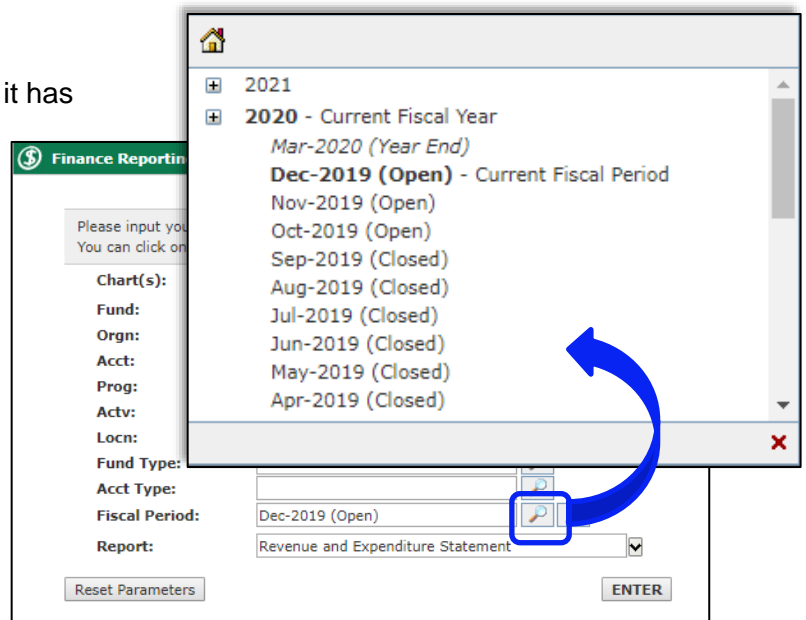 it has
2021
2020 - Current Fiscal Year
Mar-2020 (Year End)
Dec-2019 (Open) - Current Fiscal Period
Nov-2019 (Open)
Oct-2019 (Open)
Sep-2019 (Closed)
Aug-2019 (Closed)
Jul-2019 (Closed)
Jun-2019 (Closed)
May-2019 (Closed)
Apr-2019 (Closed)
Finance
Please input
You can click on
Chart(s):
Fund:
Orgn:
Acct:
Prog:
Actv:
Locn:
Fund Type:
Acct Type:
Fiscal Period: Dec-2019 (Open)
Report: Revenue and Expenditure Statement
Reset Parameters ENTER